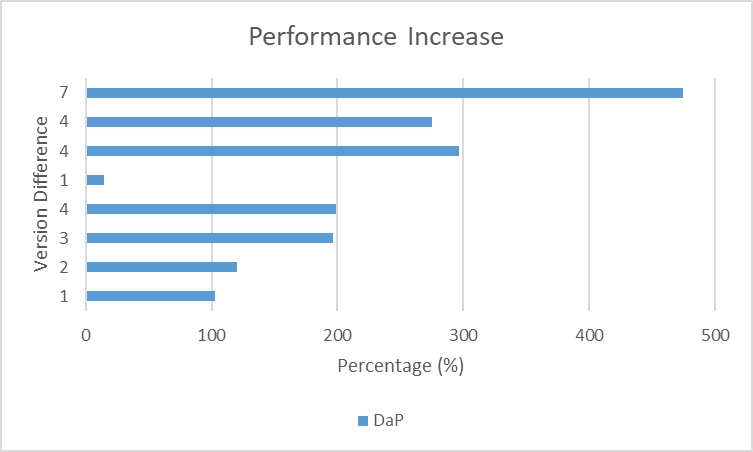 Performance Increase
Version Difference
7
4
4
1
4
3
2
1
0 100 200 300 400 500
Percentage (%)
DaP